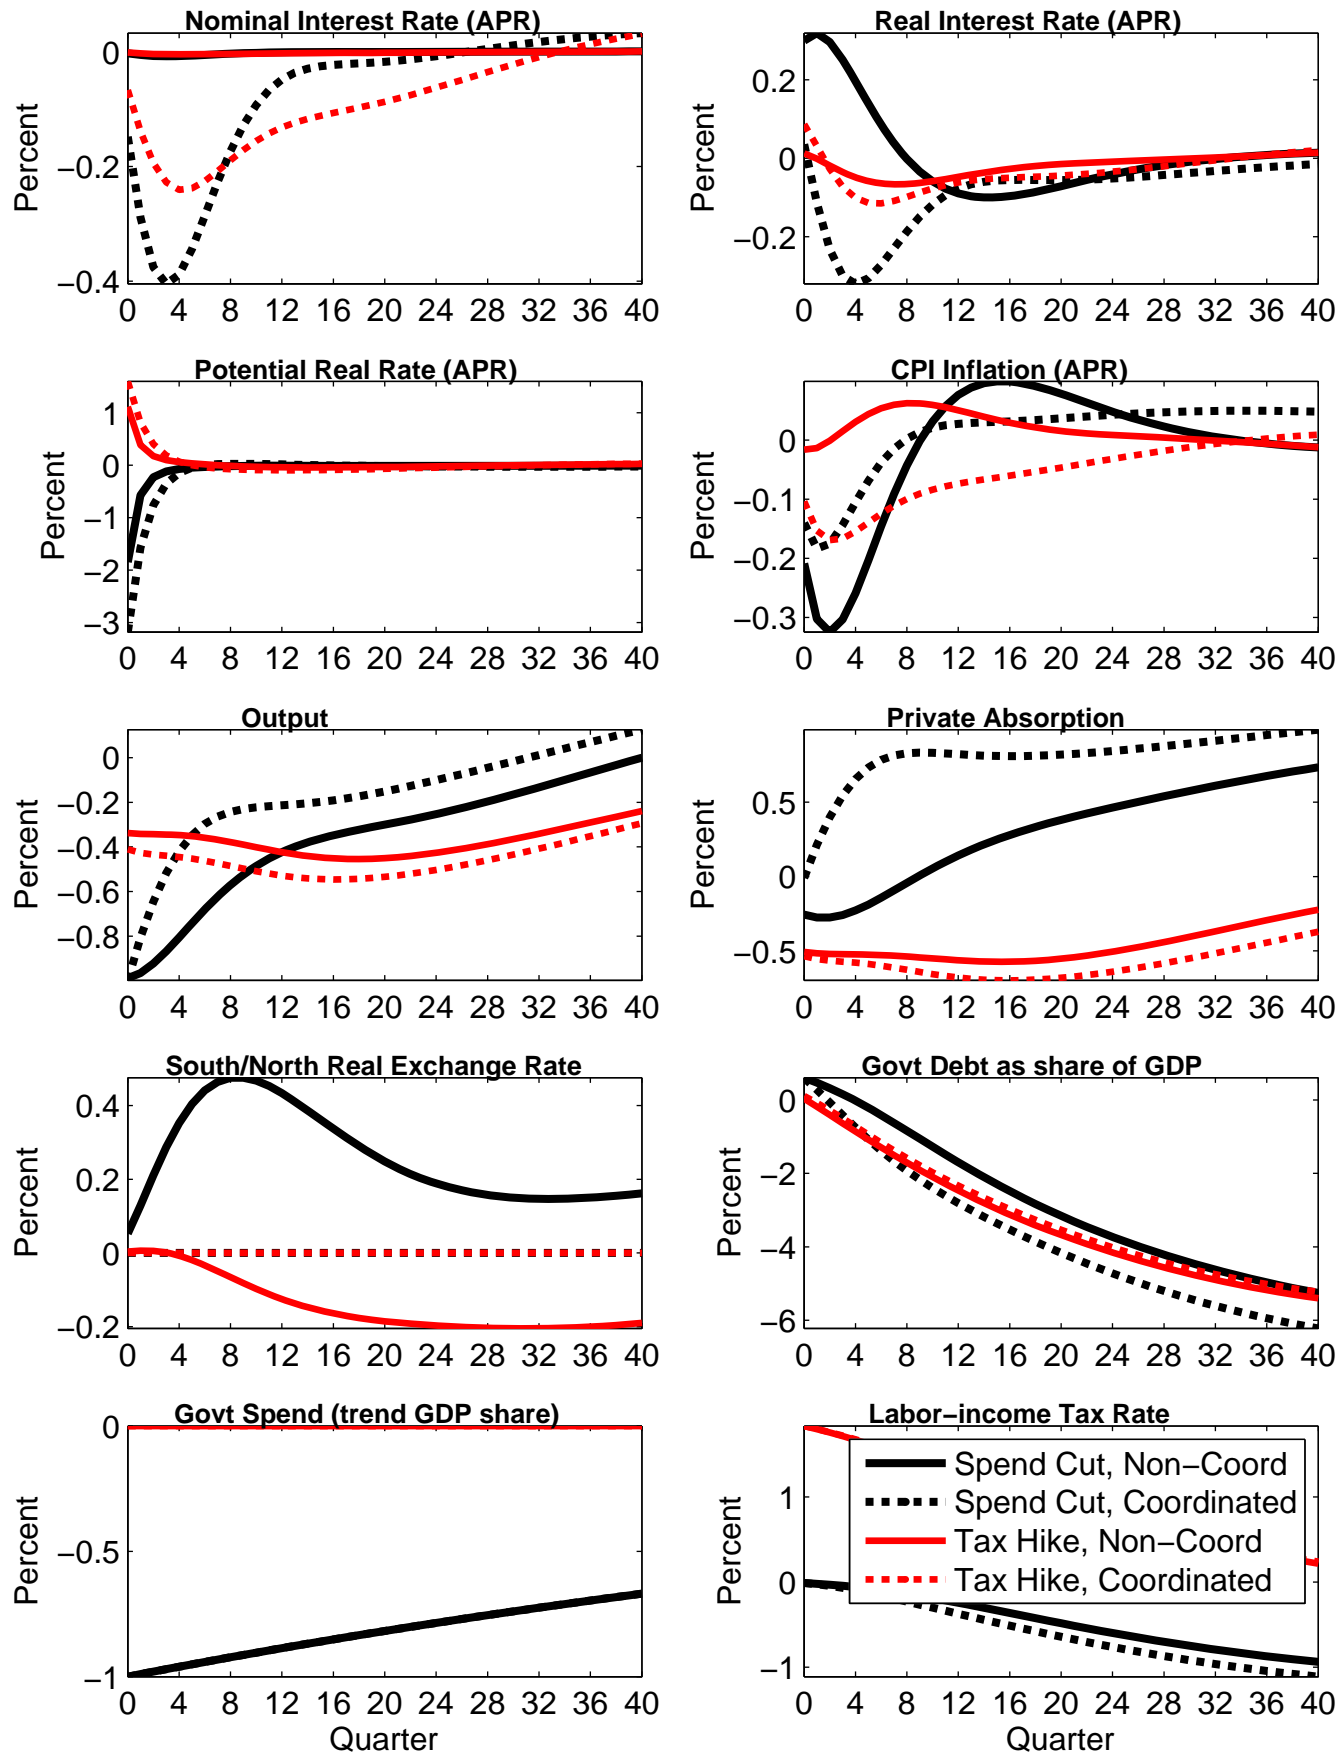 Nominal Interest Rate (APR)
Percent
0
−0.2
−0.4
0 4 8 12 16 20 24 28 32 36 40
Real Interest Rate (APR)
Percent
0.2
0
−0.2
0 4 8 12 16 20 24 28 32 36 40
Potential Real Rate (APR)
Percent
1
0
−1
−2
−3
0 4 8 12 16 20 24 28 32 36 40
CPI Inflation (APR)
Percent
0
−0.1
−0.2
−0.3
0 4 8 12 16 20 24 28 32 36 40
Output
Percent
0
−0.2
−0.4
−0.6
−0.8
0 4 8 12 16 20 24 28 32 36 40
Private Absorption
Percent
0.5
0
−0.5
0 4 8 12 16 20 24 28 32 36 40
South/North Real Exchange Rate
Percent
0.4
0.2
0
−0.2
0 4 8 12 16 20 24 28 32 36 40
Govt Debt as share of GDP
Percent
0
−2
−4
−6
0 4 8 12 16 20 24 28 32 36 40
Govt Spend (trend GDP share)
Percent
0
−0.5
−1
0 4 8 12 16 20 24 28 32 36 40
Quarter
Labor−income Tax Rate
Percent
1
0
−1
Spend Cut, Non−Coord
Spend Cut, Coordinated
Tax Hike, Non−Coord
Tax Hike, Coordinated
0 4 8 12 16 20 24 28 32 36 40
Quarter